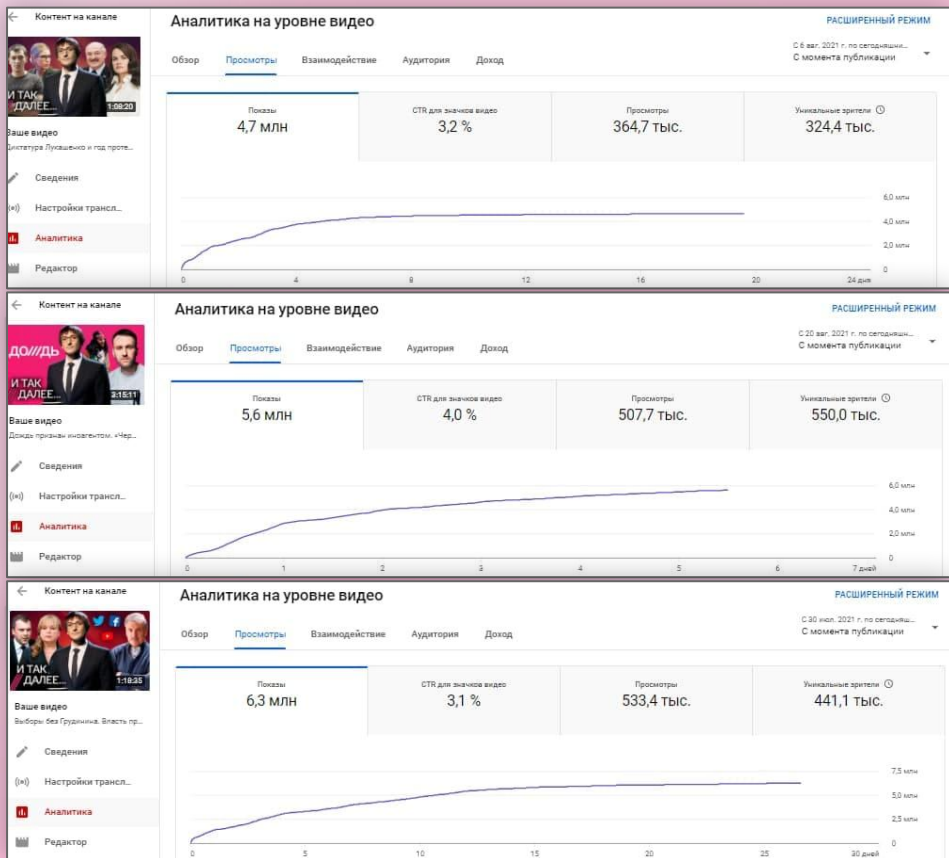 Контент на канале
И ТАК
ДАЛЕЕ...
1:08:20
Ваше видео
Диктатура Лукашенко и год проте...
Сведения
Настройки трансл...
Аналитика
Редактор
Аналитика на уровне видео
РАСШИРЕННЫЙ РЕЖИМ
Обзор Просмотры Взаимодействие Аудитория Доход
С 6 авг. 2021 г. по сегодняшни...
С момента публикации
Показы
4,7 млн
CTR для значков видео
3,2 %
Просмотры
364,7 тыс.
Уникальные зрители
324,4 тыс.
6,0 млн
4,0 млн
2,0 млн
0
0 4 8 12 16 20 24 дня
Контент на канале
ДО///ДЬ
И ТАК
ДАЛЕЕ...
3:15:11
Ваше видео
Дождь признан иноагентом. «Чер...
Сведения
Настройки трансл...
Аналитика
Редактор
Аналитика на уровне видео
РАСШИРЕННЫЙ РЕЖИМ
Обзор Просмотры Взаимодействие Аудитория Доход
С 20 авг. 2021 г. по сегодняшн...
С момента публикации
Показы
5,6 млн
CTR для значков видео
4,0 %
Просмотры
507,7 тыс.
Уникальные зрители
550,0 тыс.
6,0 млн
4,0 млн
2,0 млн
0
0 1 2 3 4 5 6 7 дней
Контент на канале
И ТАК
ДАЛЕЕ...
1:18:35
Ваше видео
Выборы без Грудинина. Власть пр...
Сведения
Настройки трансл...
Аналитика
Редактор
Аналитика на уровне видео
РАСШИРЕННЫЙ РЕЖИМ
Обзор Просмотры Взаимодействие Аудитория Доход
С 30 июл. 2021 г. по сегодняш...
С момента публикации
Показы
6,3 млн
CTR для значков видео
3,1 %
Просмотры
533,4 тыс.
Уникальные зрители
441,1 тыс.
7,5 млн
5,0 млн
2,5 млн
0
0 5 10 15 20 25 30 дней